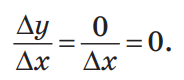 Δy/Δx = 0/Δx = 0.